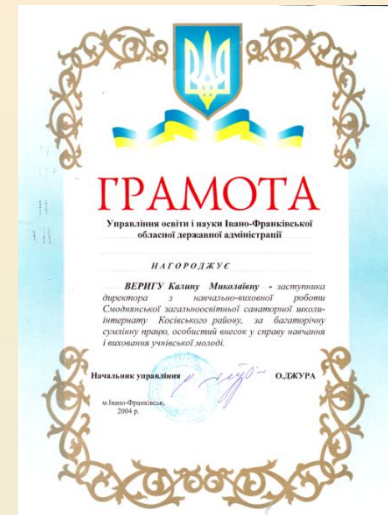 ГРАМОТА
Управління освіти і науки Івано-Франківської
обласної державної адміністрації
НАГОРОДЖУЄ
ВЕРИГУ Калину Миколаївну - заступника
директора з навчально-виховної роботи
Смоднянської загальноосвітньої санаторної школи-
інтернату Косівського району, за багаторічну
сумлінну працю, особистий внесок у справу навчання
і виховання учнівської молоді.
Начальник управління О.ДЖУРА
м.Івано-Франківськ,
2004 р.